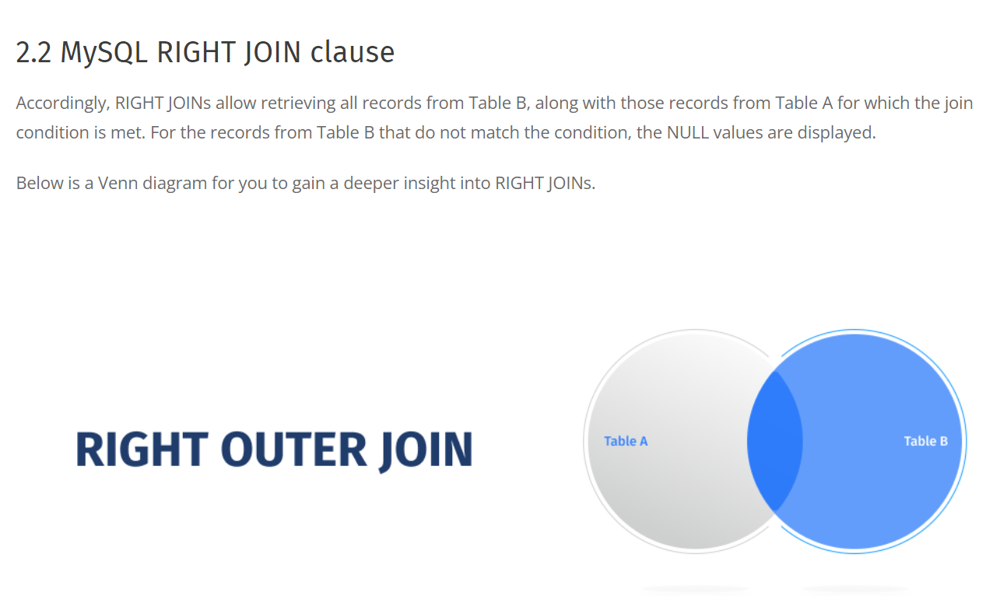 2.2 MySQL RIGHT JOIN clause
Accordingly, RIGHT JOINs allow retrieving all records from Table B, along with those records from Table A for which the join
condition is met. For the records from Table B that do not match the condition, the NULL values are displayed.
Below is a Venn diagram for you to gain a deeper insight into RIGHT JOINs.
RIGHT OUTER JOIN
Table A
Table B